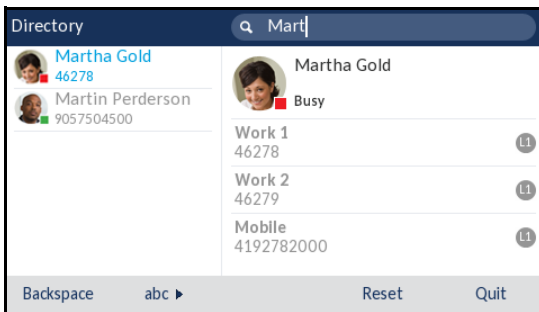 Directory
Mart
Martha Gold
46278
Martin Perderson
9057504500
Martha Gold
Busy
Work 1
46278
L1
Work 2
46279
L1
Mobile
4192782000
L1
Backspace abc Reset Quit